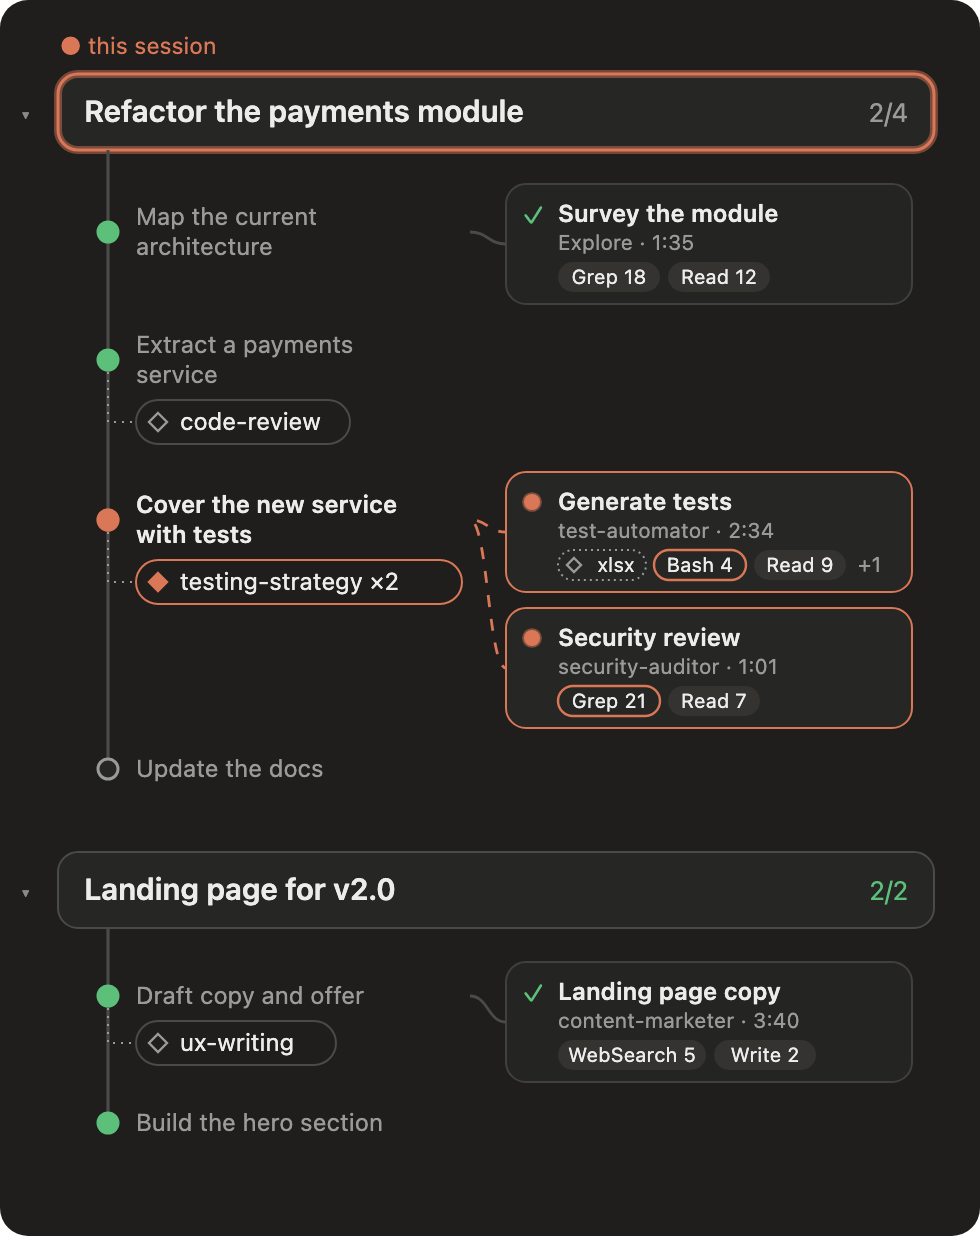 this session
Refactor the payments module 2/4
Map the current
architecture
Survey the module
Explore · 1:35
Grep 18 Read 12
Extract a payments
service
code-review
Cover the new service
with tests
testing-strategy ×2
Generate tests
test-automator · 2:34
xlsx Bash 4 Read 9 +1
Security review
security-auditor · 1:01
Grep 21 Read 7
Update the docs
Landing page for v2.0 2/2
Draft copy and offer
ux-writing
Landing page copy
content-marketer · 3:40
WebSearch 5 Write 2
Build the hero section